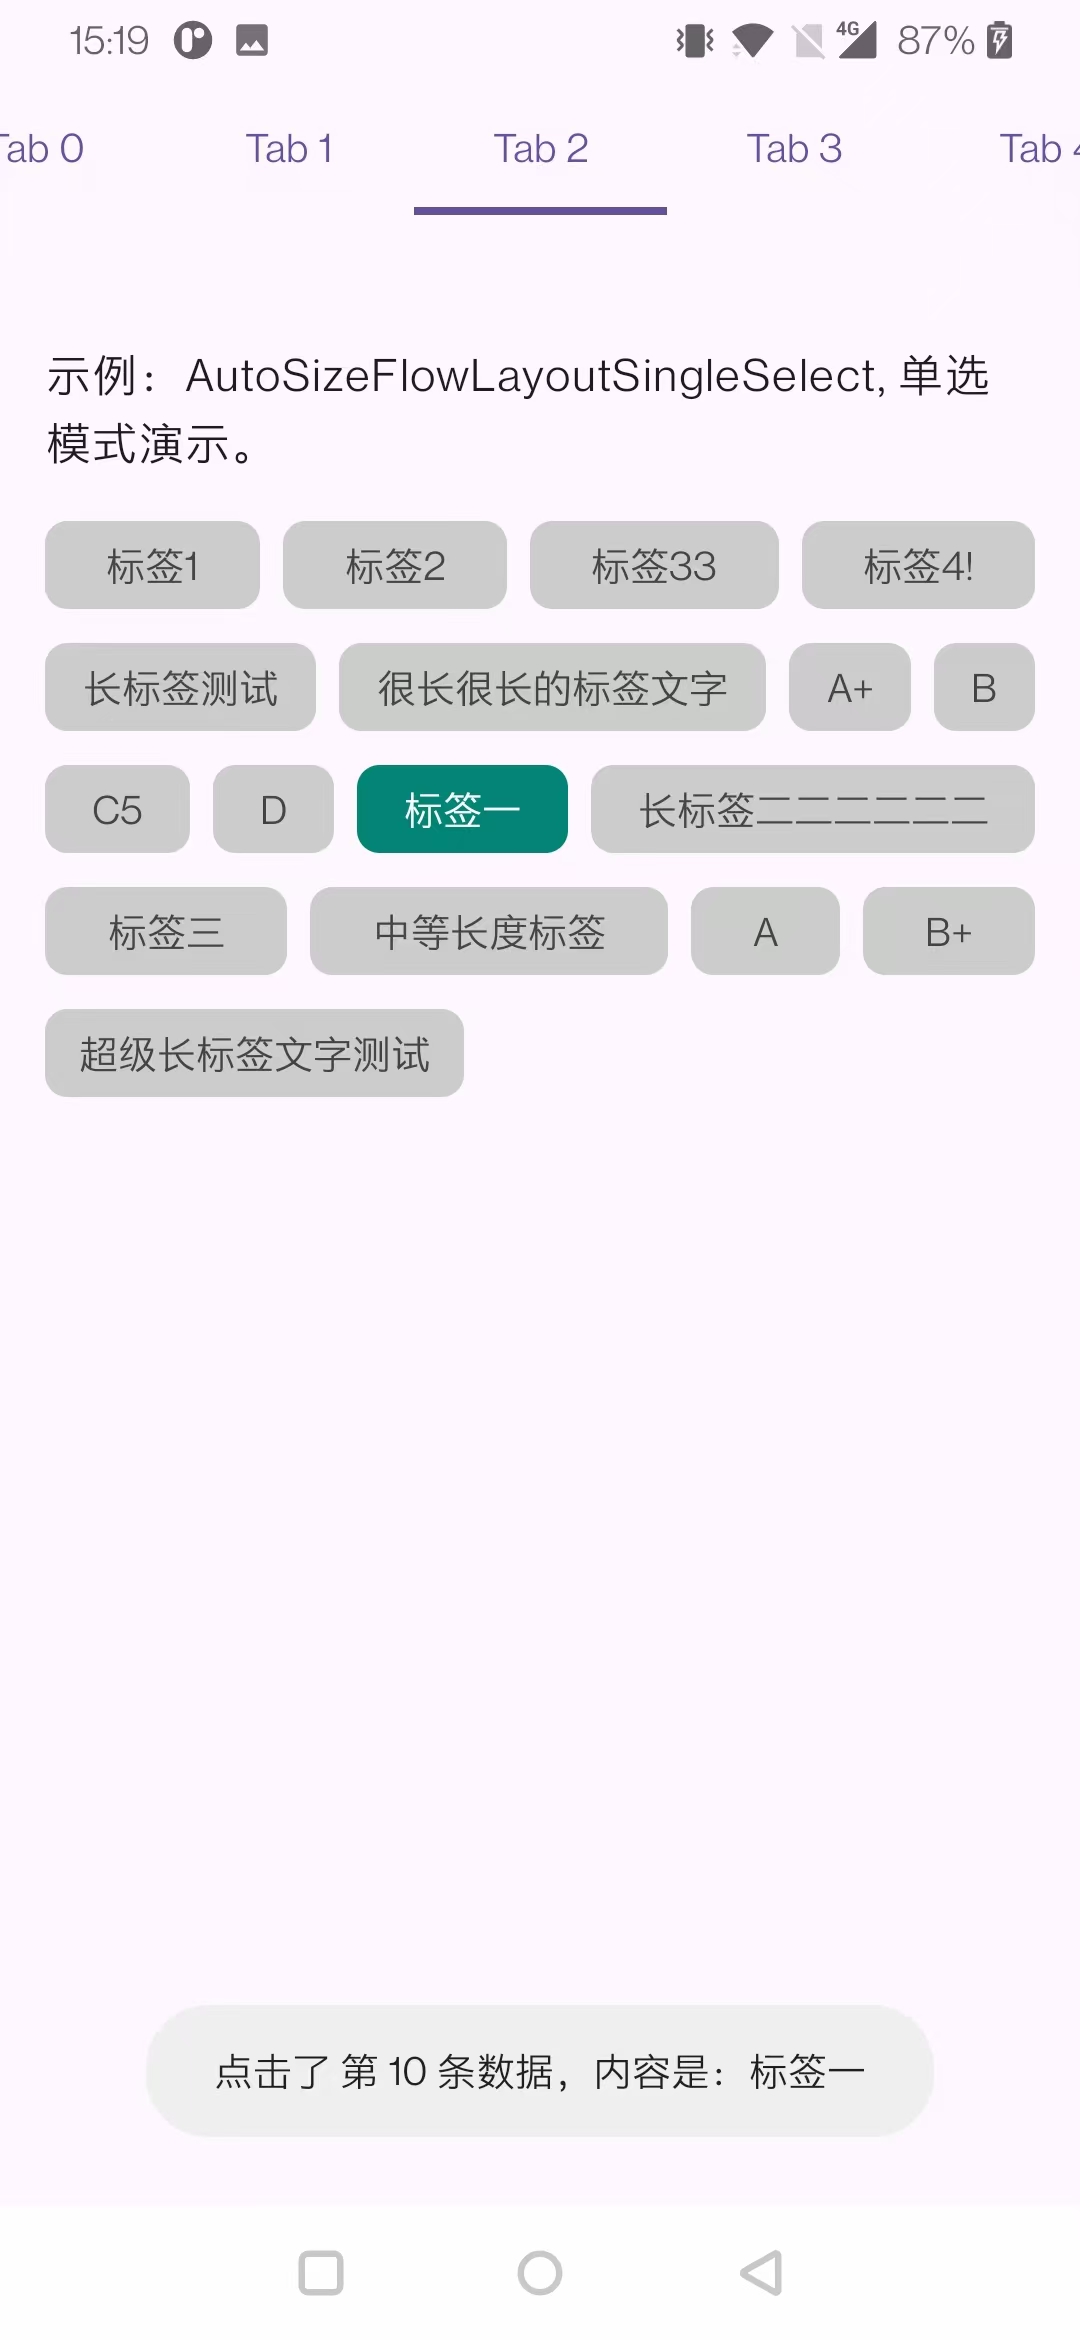 15:19 4G 87%
Tab 0 Tab 1 Tab 2 Tab 3 Tab 4
示例：AutoSizeFlowLayoutSingleSelect, 单选
模式演示。
标签1 标签2 标签33 标签4!
长标签测试 很长很长的标签文字 A+ B
C5 D 标签一 长标签二二二二二二
标签三 中等长度标签 A B+
超级长标签文字测试
点击了 第 10 条数据，内容是：标签一